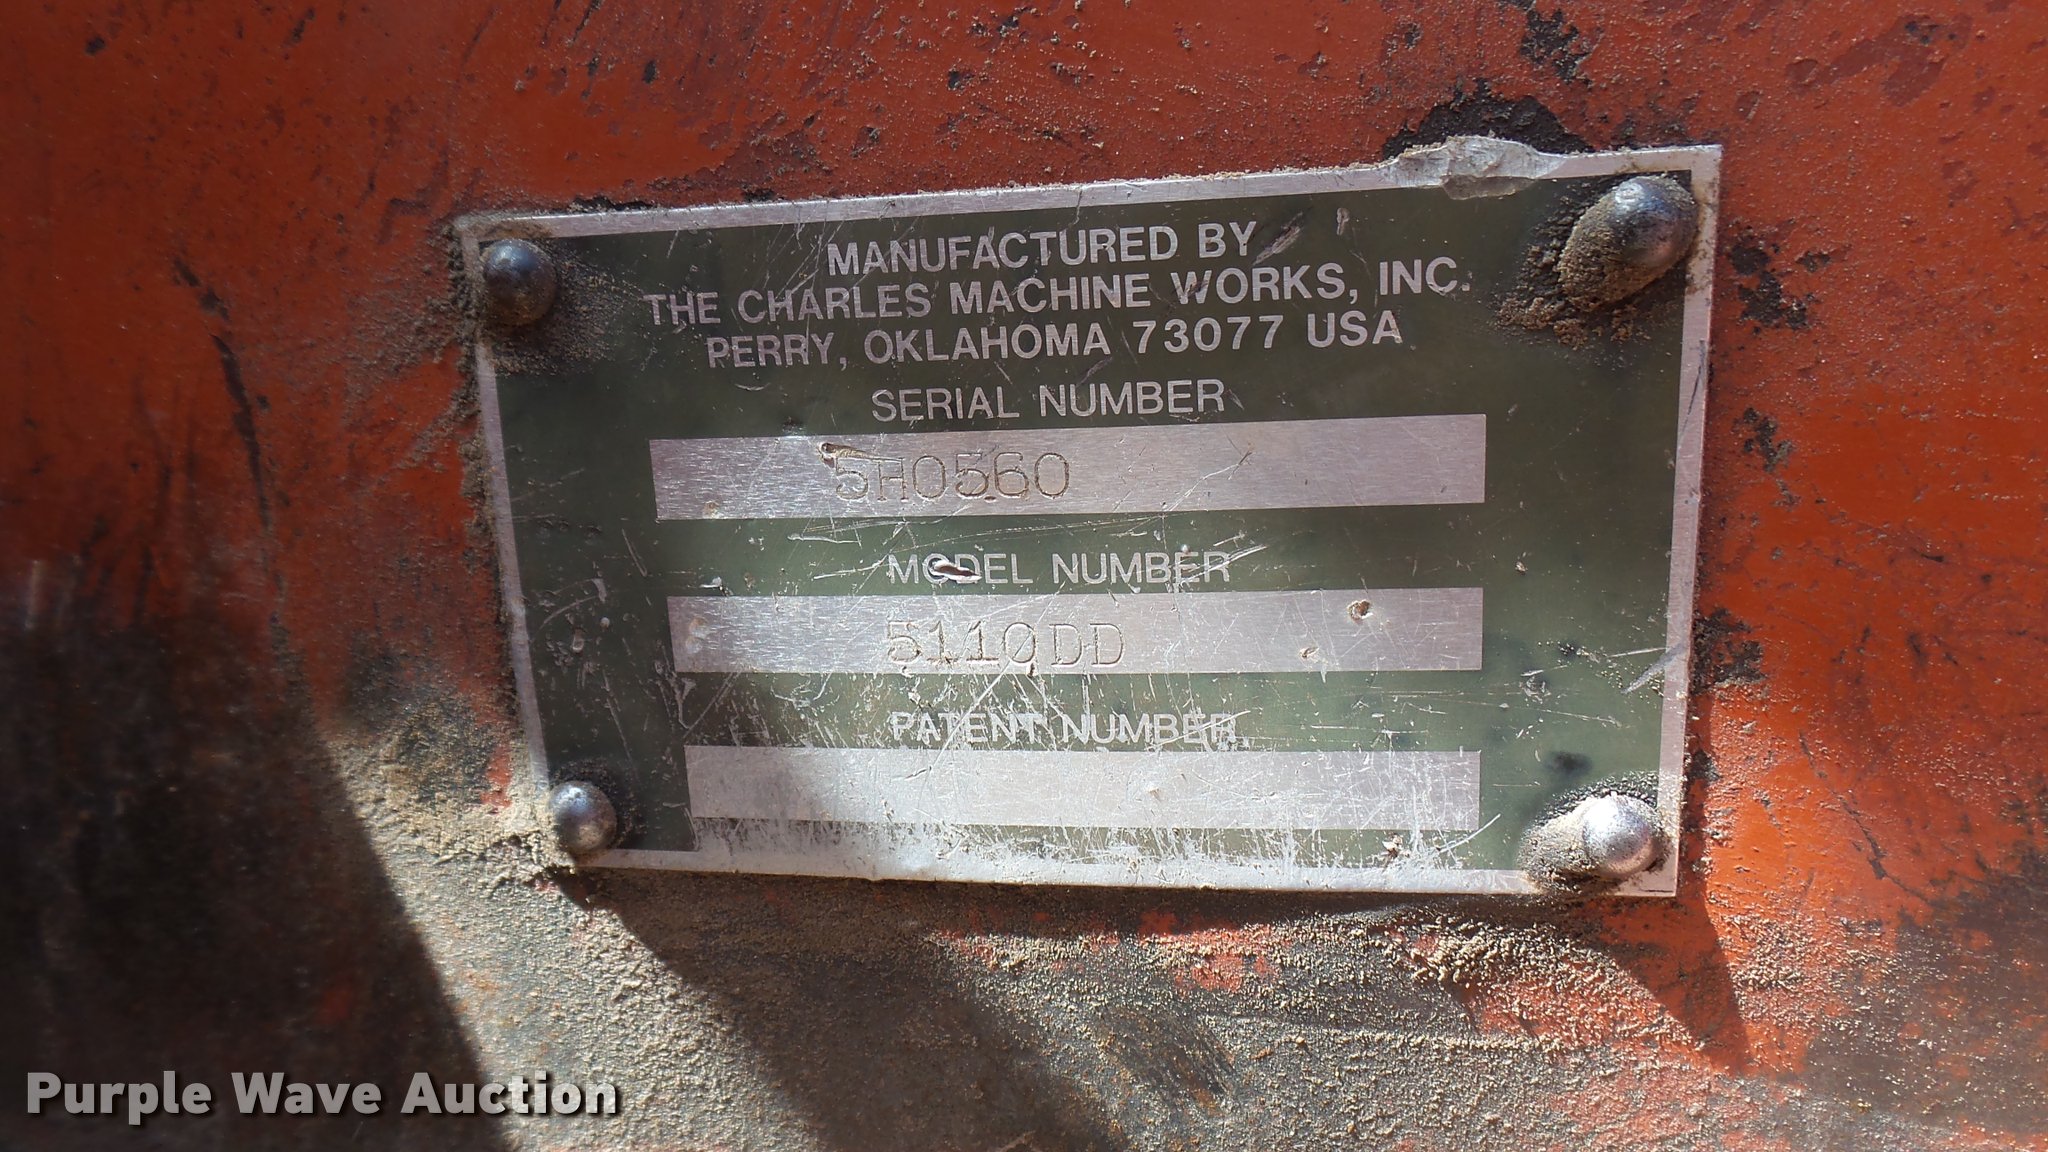 MANUFACTURED BY
THE CHARLES MACHINE WORKS, INC.
PERRY, OKLAHOMA 73077 USA
SERIAL NUMBER
5H0560
MODEL NUMBER
5110DD
PATENT NUMBER
Purple Wave Auction